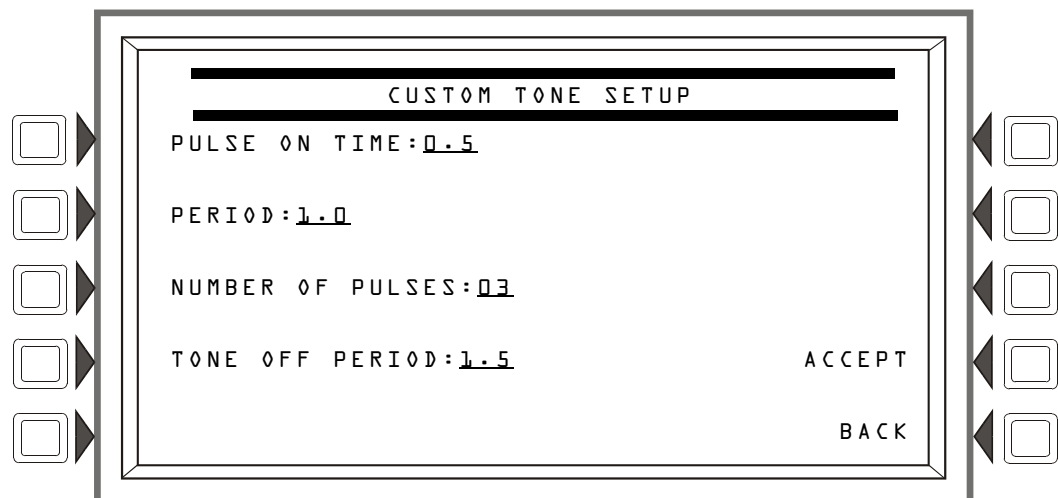 CUSTOM TONE SETUP
PULSE ON TIME:0.5
PERIOD:1.0
NUMBER OF PULSES:03
TONE OFF PERIOD:1.5
ACCEPT
BACK